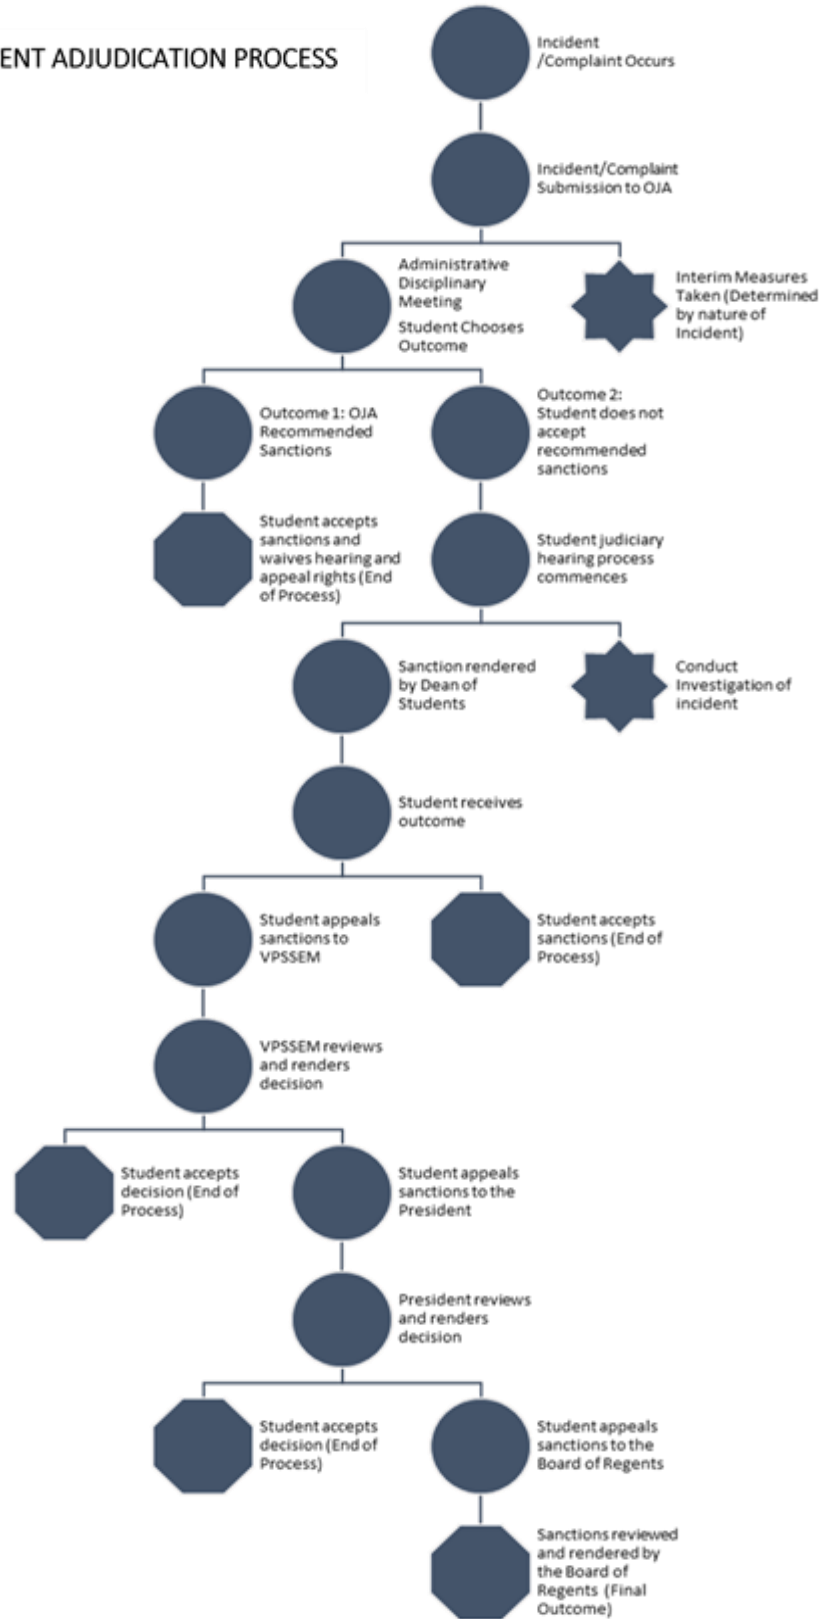 ENT ADJUDICATION PROCESS
Incident
/Complaint Occurs
Incident/Complaint
Submission to OJA
Administrative
Disciplinary
Meeting
Student Chooses
Outcome
Interim Measures
Taken (Determined
by nature of
Incident)
Outcome 1: OJA
Recommended
Sanctions
Outcome 2:
Student does not
accept
recommended
sanctions
Student accepts
sanctions and
waives hearing and
appeal rights (End
of Process)
Student judiciary
hearing process
commences
Sanction rendered
by Dean of
Students
Conduct
Investigation of
incident
Student receives
outcome
Student appeals
sanctions to
VPSSEM
Student accepts
sanctions (End of
Process)
VPSSEM reviews
and renders
decision
Student accepts
decision (End of
Process)
Student appeals
sanctions to the
President
President reviews
and renders
decision
Student accepts
decision (End of
Process)
Student appeals
sanctions to the
Board of Regents
Sanctions reviewed
and rendered by
the Board of
Regents (Final
Outcome)